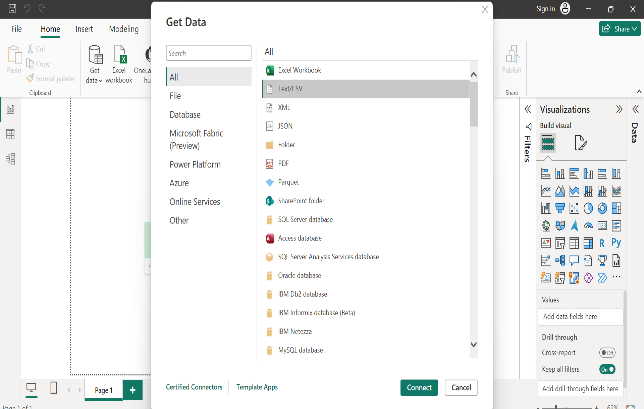 Sign in
File Home Insert Modeling
Share
Paste
Cut
Copy
Format painter
Clipboard
Get data
Excel workbook
Publish
Share
Get Data
Search
All
File
Database
Microsoft Fabric (Preview)
Power Platform
Azure
Online Services
Other
All
Excel Workbook
Text/CSV
XML
JSON
Folder
PDF
Parquet
SharePoint folder
SQL Server database
Access database
SQL Server Analysis Services database
Oracle database
IBM Db2 database
IBM Informix database (Beta)
IBM Netezza
MySQL database
Certified Connectors
Template Apps
Connect
Cancel
Filters
Visualizations
Build visual
R
Py
Values
Add data fields here
Drill through
Cross-report
Off
Keep all filters
On
Add drill through fields here
Data
Page 1
Page 1 of 1